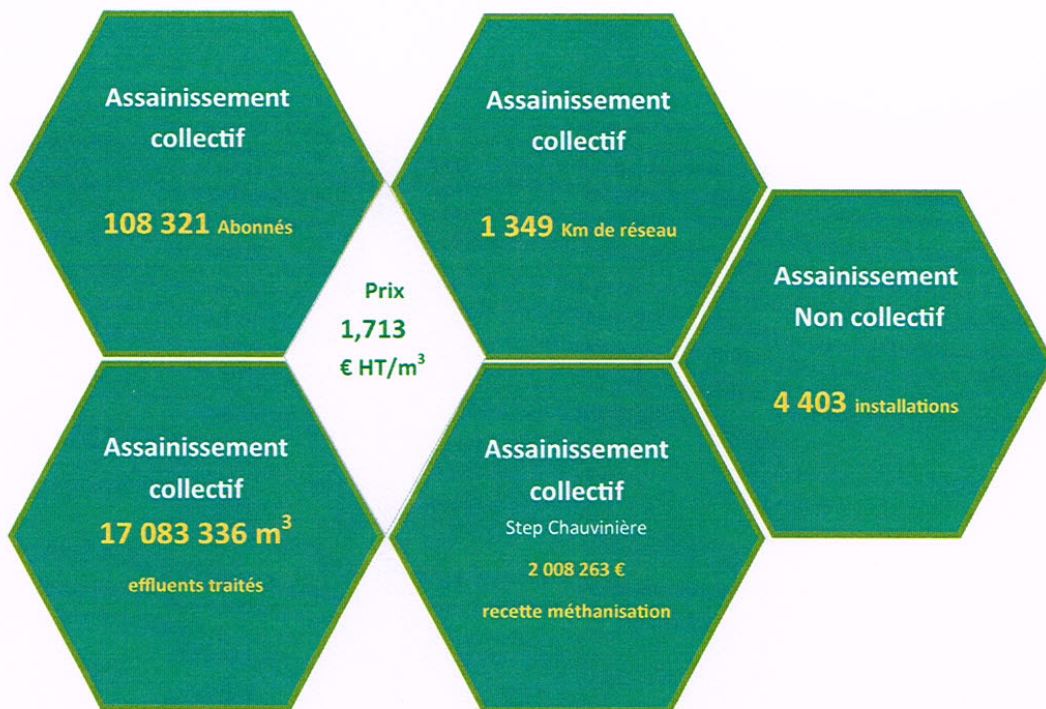 Assainissement
collectif
108 321 Abonnés
Assainissement
collectif
1 349 Km de réseau
Prix
1,713
€ HT/m³
Assainissement
Non collectif
4 403 installations
Assainissement
collectif
17 083 336 m³
effluents traités
Assainissement
collectif
Step Chauvinière
2 008 263 €
recette méthanisation